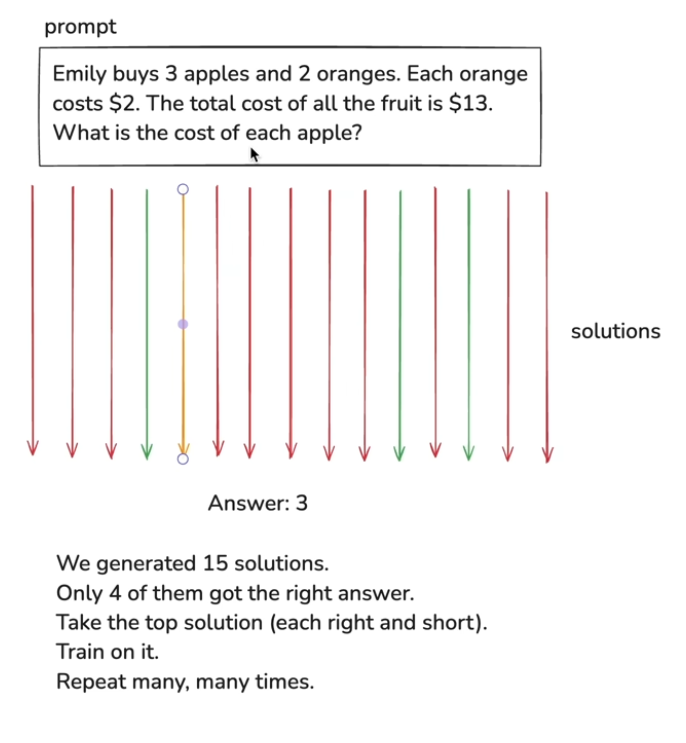 prompt
Emily buys 3 apples and 2 oranges. Each orange
costs $2. The total cost of all the fruit is $13.
What is the cost of each apple?
solutions
Answer: 3
We generated 15 solutions.
Only 4 of them got the right answer.
Take the top solution (each right and short).
Train on it.
Repeat many, many times.